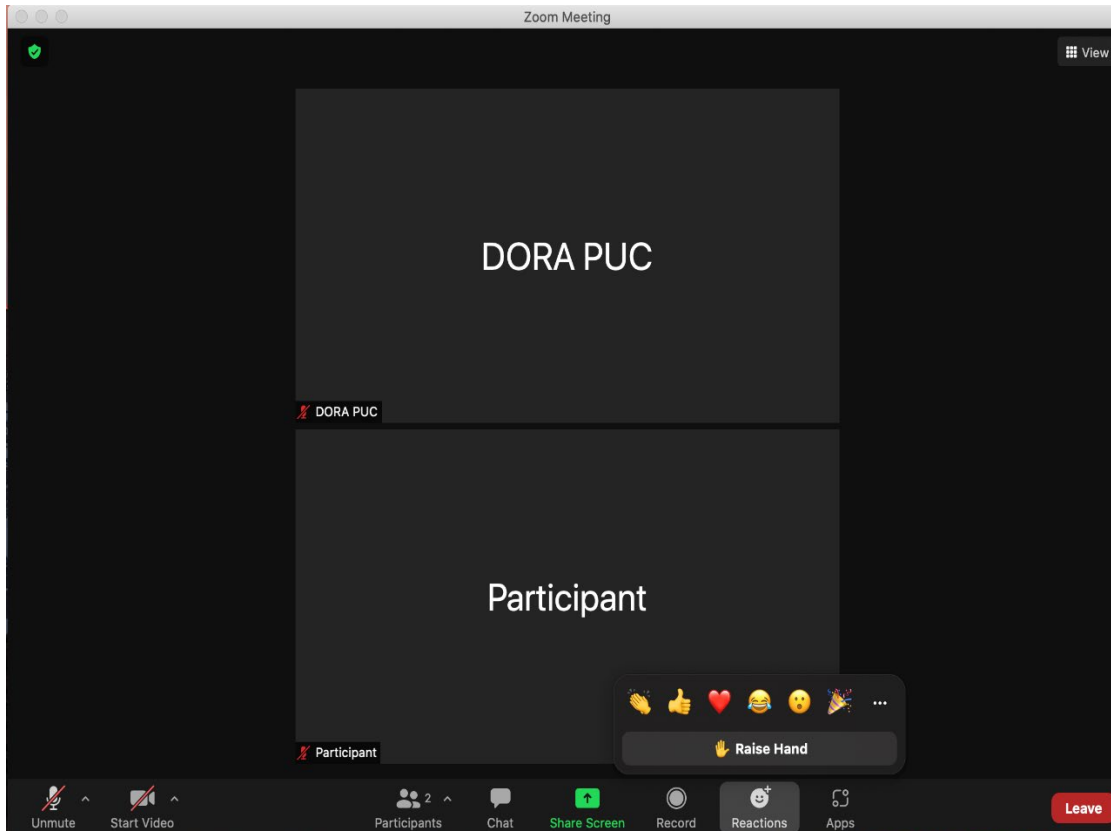 Zoom Meeting
View
DORA PUC
DORA PUC
Participant
Participant
Raise Hand
Unmute
Start Video
2
Participants
Chat
Share Screen
Record
Reactions
Apps
Leave